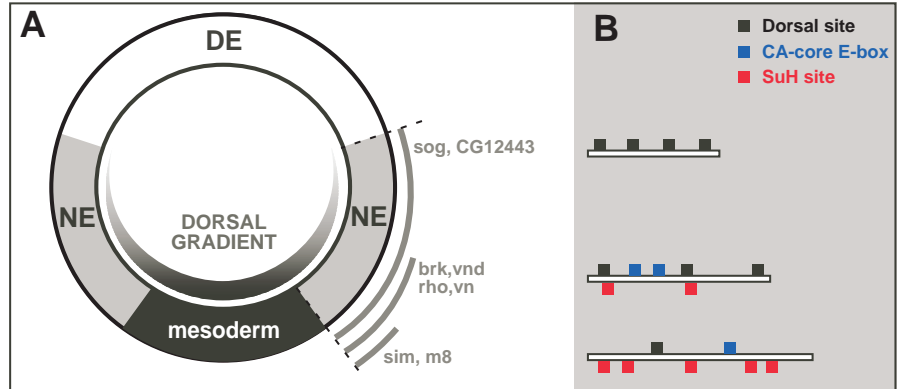 A
DE
NE
NE
DORSAL
GRADIENT
mesoderm
sog, CG12443
brk,vnd
rho,vn
sim, m8
B
Dorsal site
CA-core E-box
SuH site